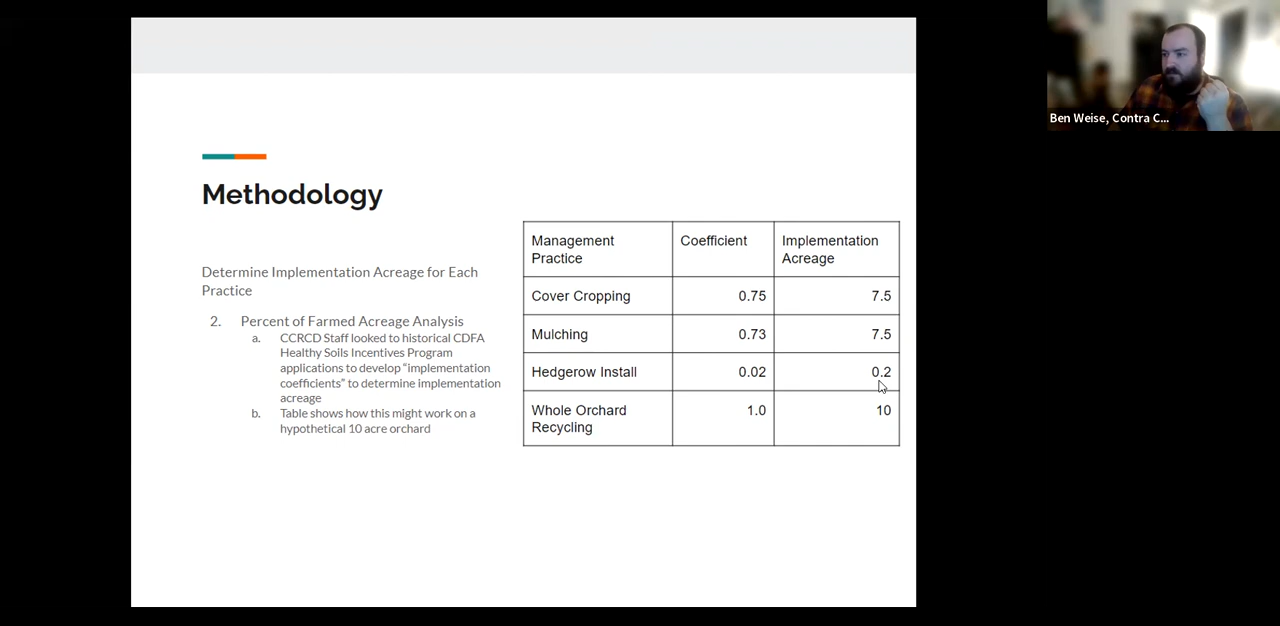 Ben Weise, Contra C...
Methodology
Determine Implementation Acreage for Each
Practice
2. Percent of Farmed Acreage Analysis
a. CCRCD Staff looked to historical CDFA
Healthy Soils Incentives Program
applications to develop “implementation
coefficients” to determine implementation
acreage
b. Table shows how this might work on a
hypothetical 10 acre orchard
Management Practice Coefficient Implementation Acreage
Cover Cropping 0.75 7.5
Mulching 0.73 7.5
Hedgerow Install 0.02 0.2
Whole Orchard Recycling 1.0 10